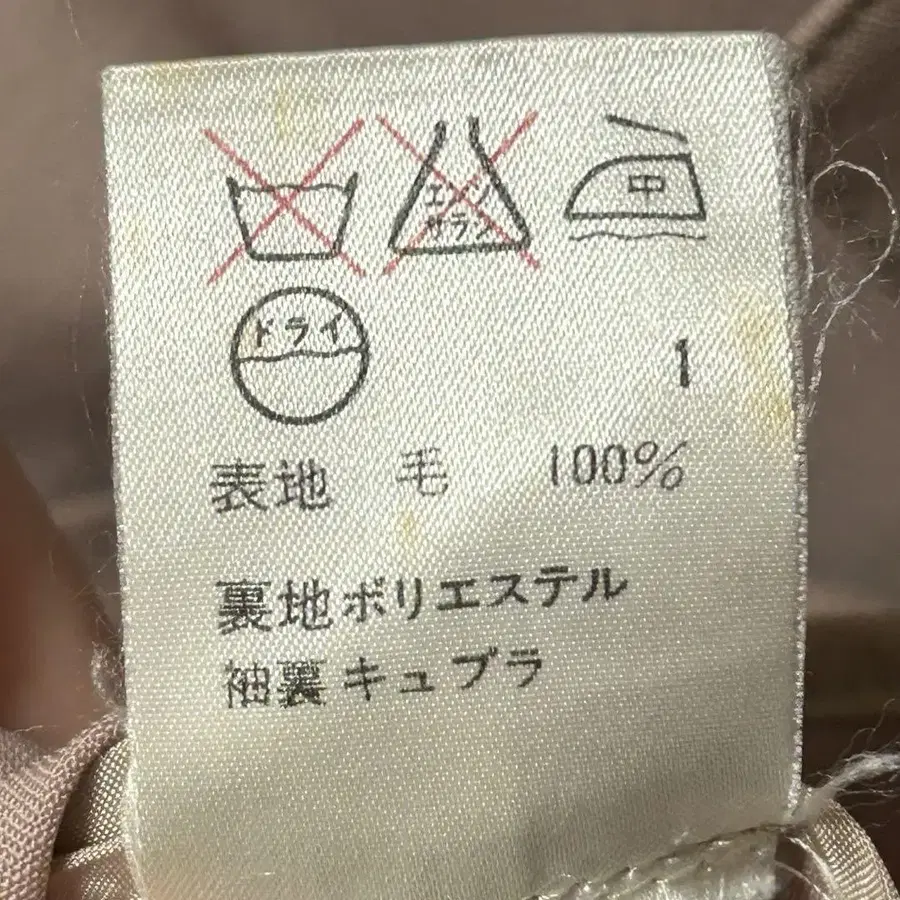 エンソ
サラシ
中
ドライ
1
表地 毛 100%
裏地ポリエステル
袖裏キュプラ